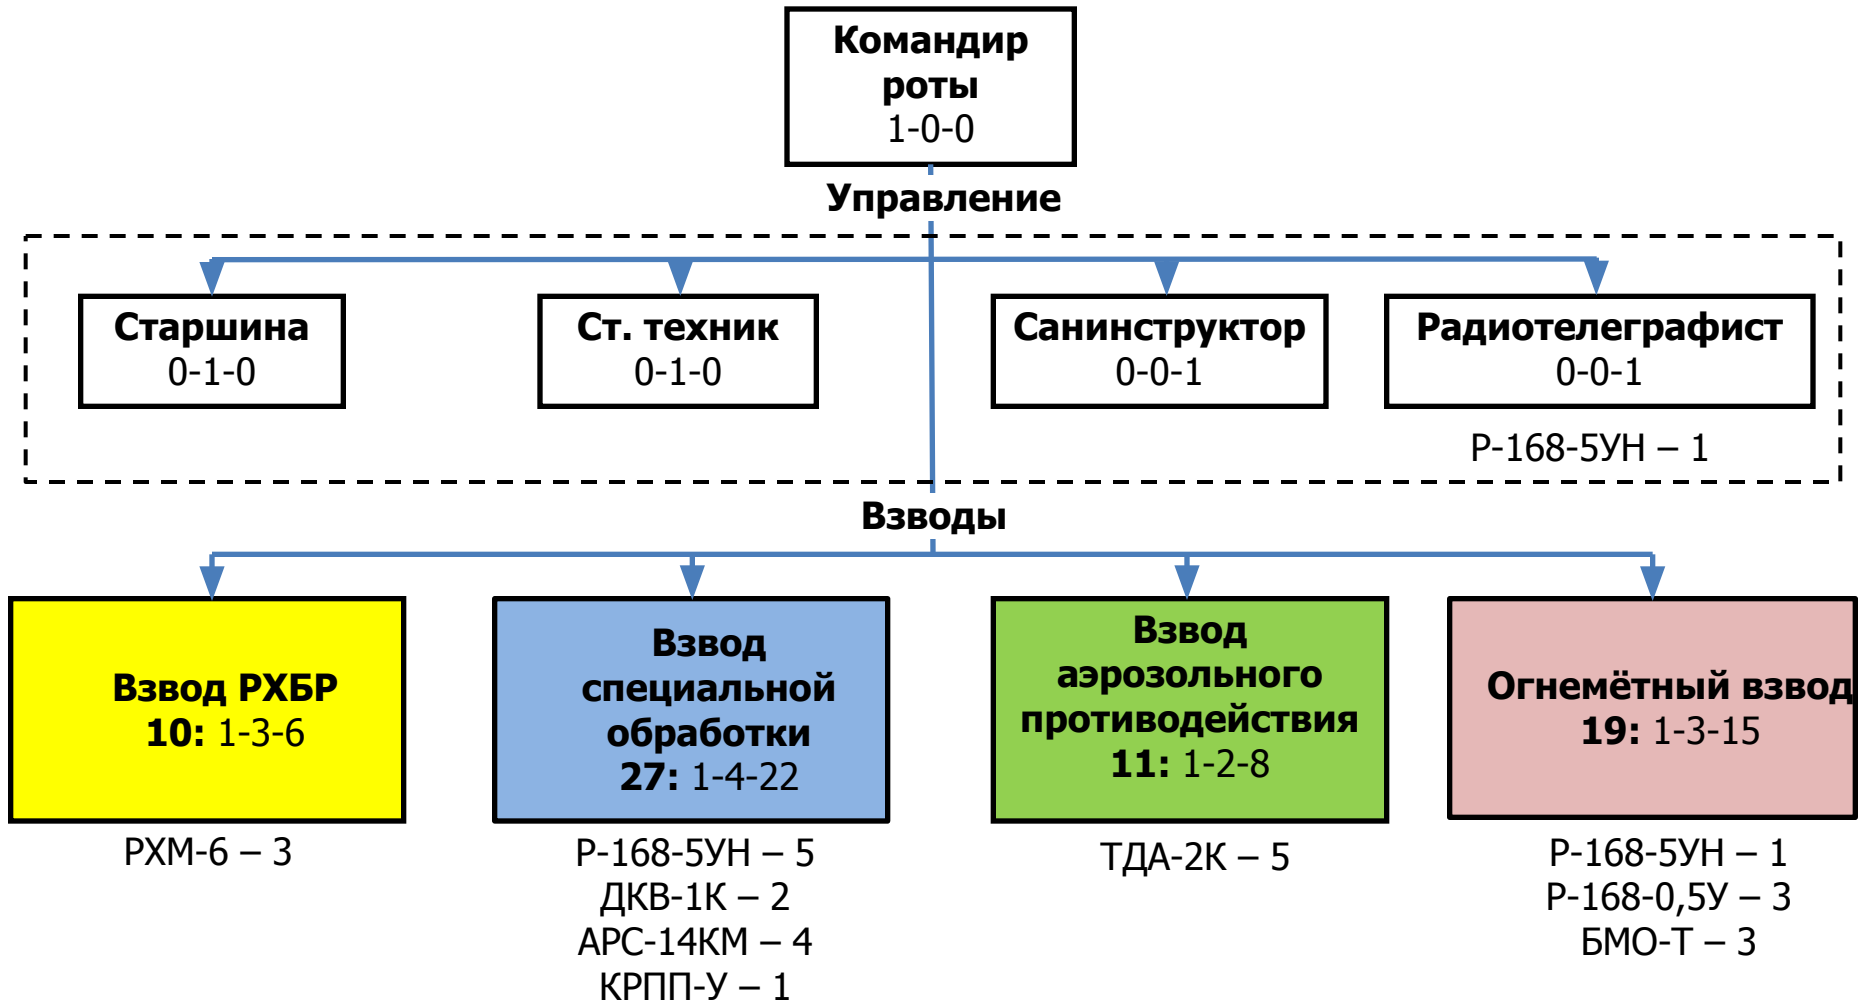 Командир
роты
1-0-0
Управление
Старшина
0-1-0
Ст. техник
0-1-0
Санинструктор
0-0-1
Радиотелеграфист
0-0-1
Р-168-5УН – 1
Взводы
Взвод РХБР
10: 1-3-6
РХМ-6 – 3
Взвод
специальной
обработки
27: 1-4-22
Р-168-5УН – 5
ДКВ-1К – 2
АРС-14КМ – 4
КРПП-У – 1
Взвод
аэрозольного
противодействия
11: 1-2-8
ТДА-2К – 5
Огнемётный взвод
19: 1-3-15
Р-168-5УН – 1
Р-168-0,5У – 3
БМО-Т – 3